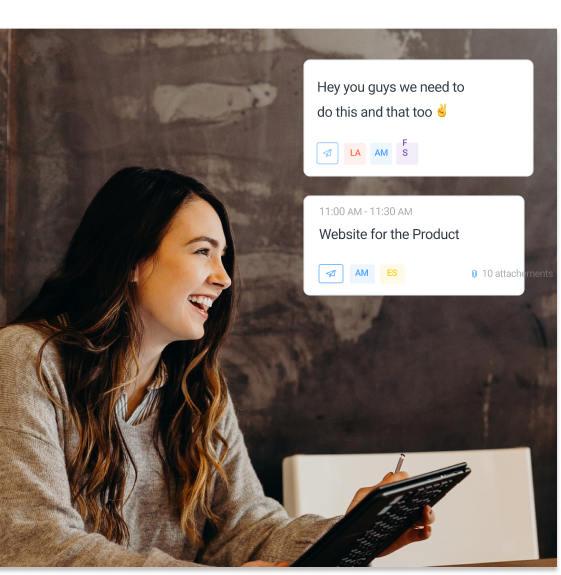 Hey you guys we need to
do this and that too ✌️
LA AM F
S
11:00 AM - 11:30 AM
Website for the Product
AM ES 10 attachements